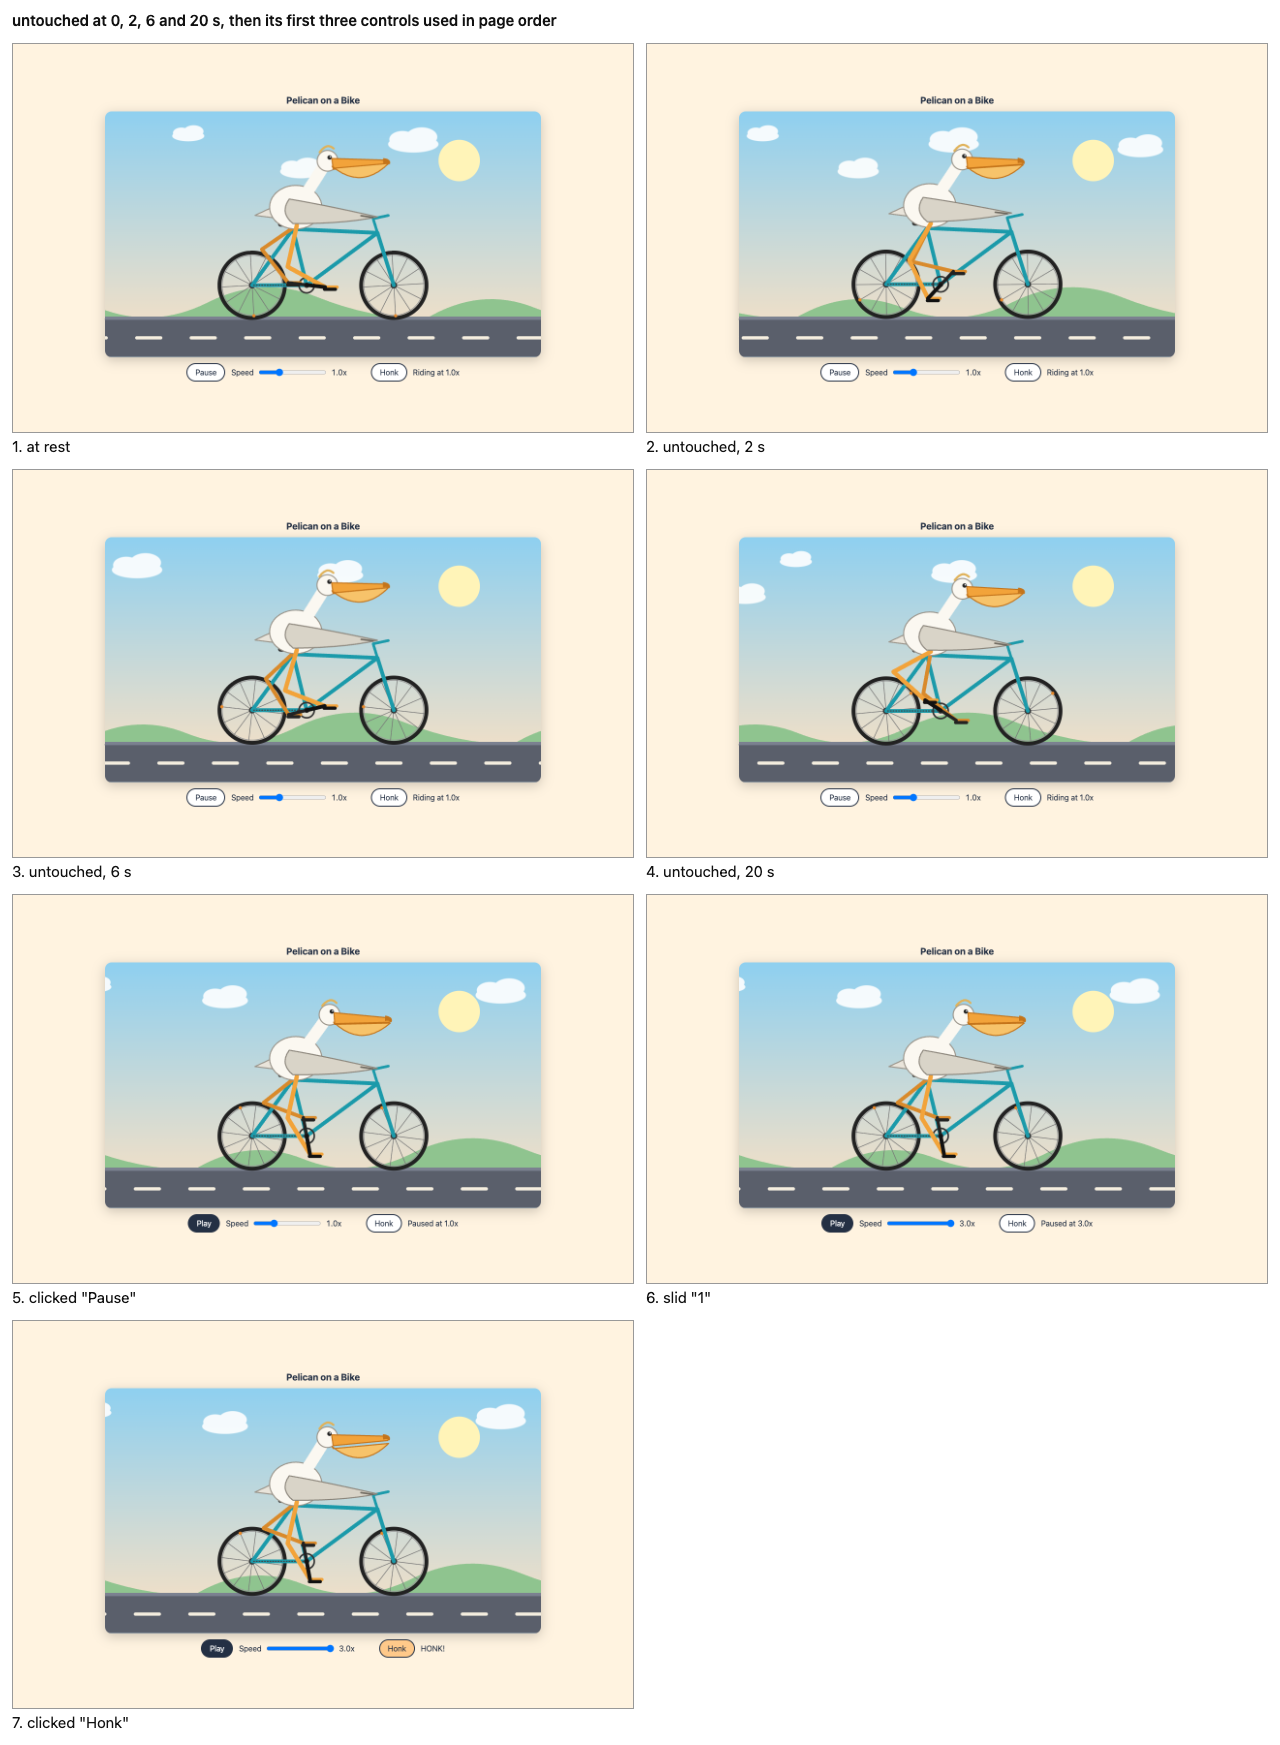 untouched at 0, 2, 6 and 20 s, then its first three controls used in page order
Pelican on a Bike
Pause Speed 1.0x Honk Riding at 1.0x
1. at rest
Pelican on a Bike
Pause Speed 1.0x Honk Riding at 1.0x
2. untouched, 2 s
Pelican on a Bike
Pause Speed 1.0x Honk Riding at 1.0x
3. untouched, 6 s
Pelican on a Bike
Pause Speed 1.0x Honk Riding at 1.0x
4. untouched, 20 s
Pelican on a Bike
Play Speed 1.0x Honk Paused at 1.0x
5. clicked "Pause"
Pelican on a Bike
Play Speed 3.0x Honk Paused at 3.0x
6. slid "1"
Pelican on a Bike
Play Speed 3.0x Honk HONK!
7. clicked "Honk"